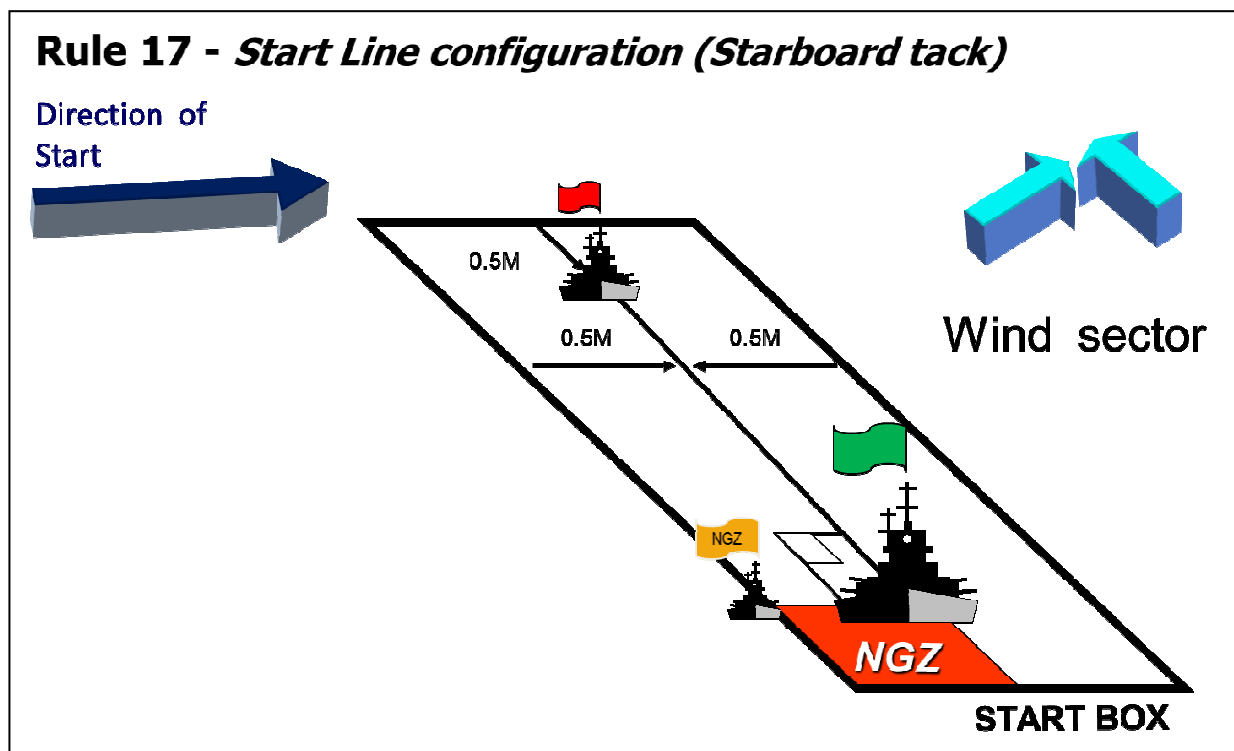 Rule 17 - Start Line configuration (Starboard tack)
Direction of
Start
0.5M
0.5M
0.5M
Wind sector
NGZ
NGZ
START BOX